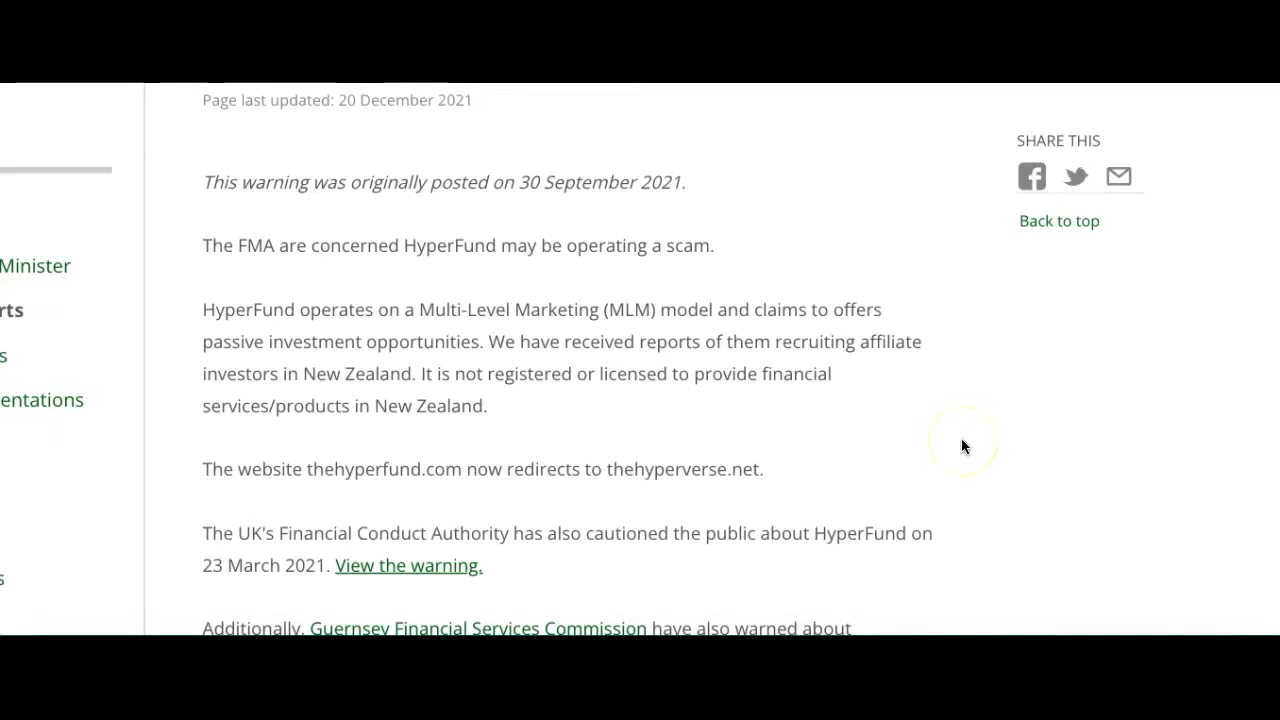 Page last updated: 20 December 2021
SHARE THIS
This warning was originally posted on 30 September 2021.
Back to top
The FMA are concerned HyperFund may be operating a scam.
Minister
HyperFund operates on a Multi-Level Marketing (MLM) model and claims to offers
rts
passive investment opportunities. We have received reports of them recruiting affiliate
s
investors in New Zealand. It is not registered or licensed to provide financial
entations
services/products in New Zealand.
The website thehyperfund.com now redirects to thehyperverse.net.
The UK's Financial Conduct Authority has also cautioned the public about HyperFund on
23 March 2021. View the warning.
s
Additionally, Guernsey Financial Services Commission have also warned about